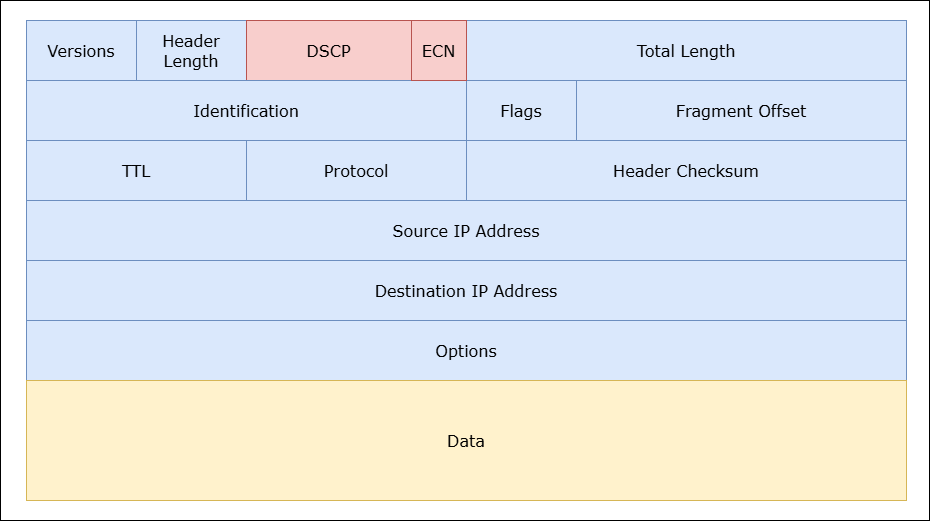 Versions
Header
Length
DSCP
ECN
Total Length
Identification
Flags
Fragment Offset
TTL
Protocol
Header Checksum
Source IP Address
Destination IP Address
Options
Data